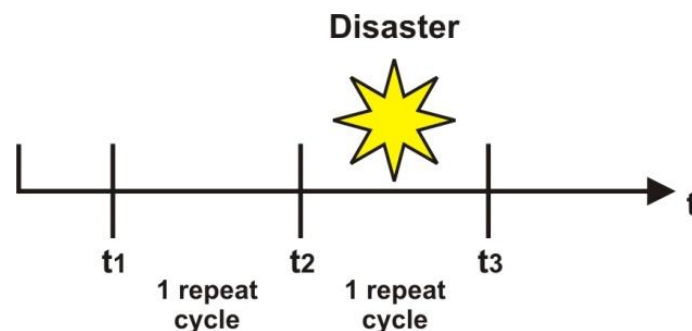 Disaster
t
t1
t2
t3
1 repeat
cycle
1 repeat
cycle